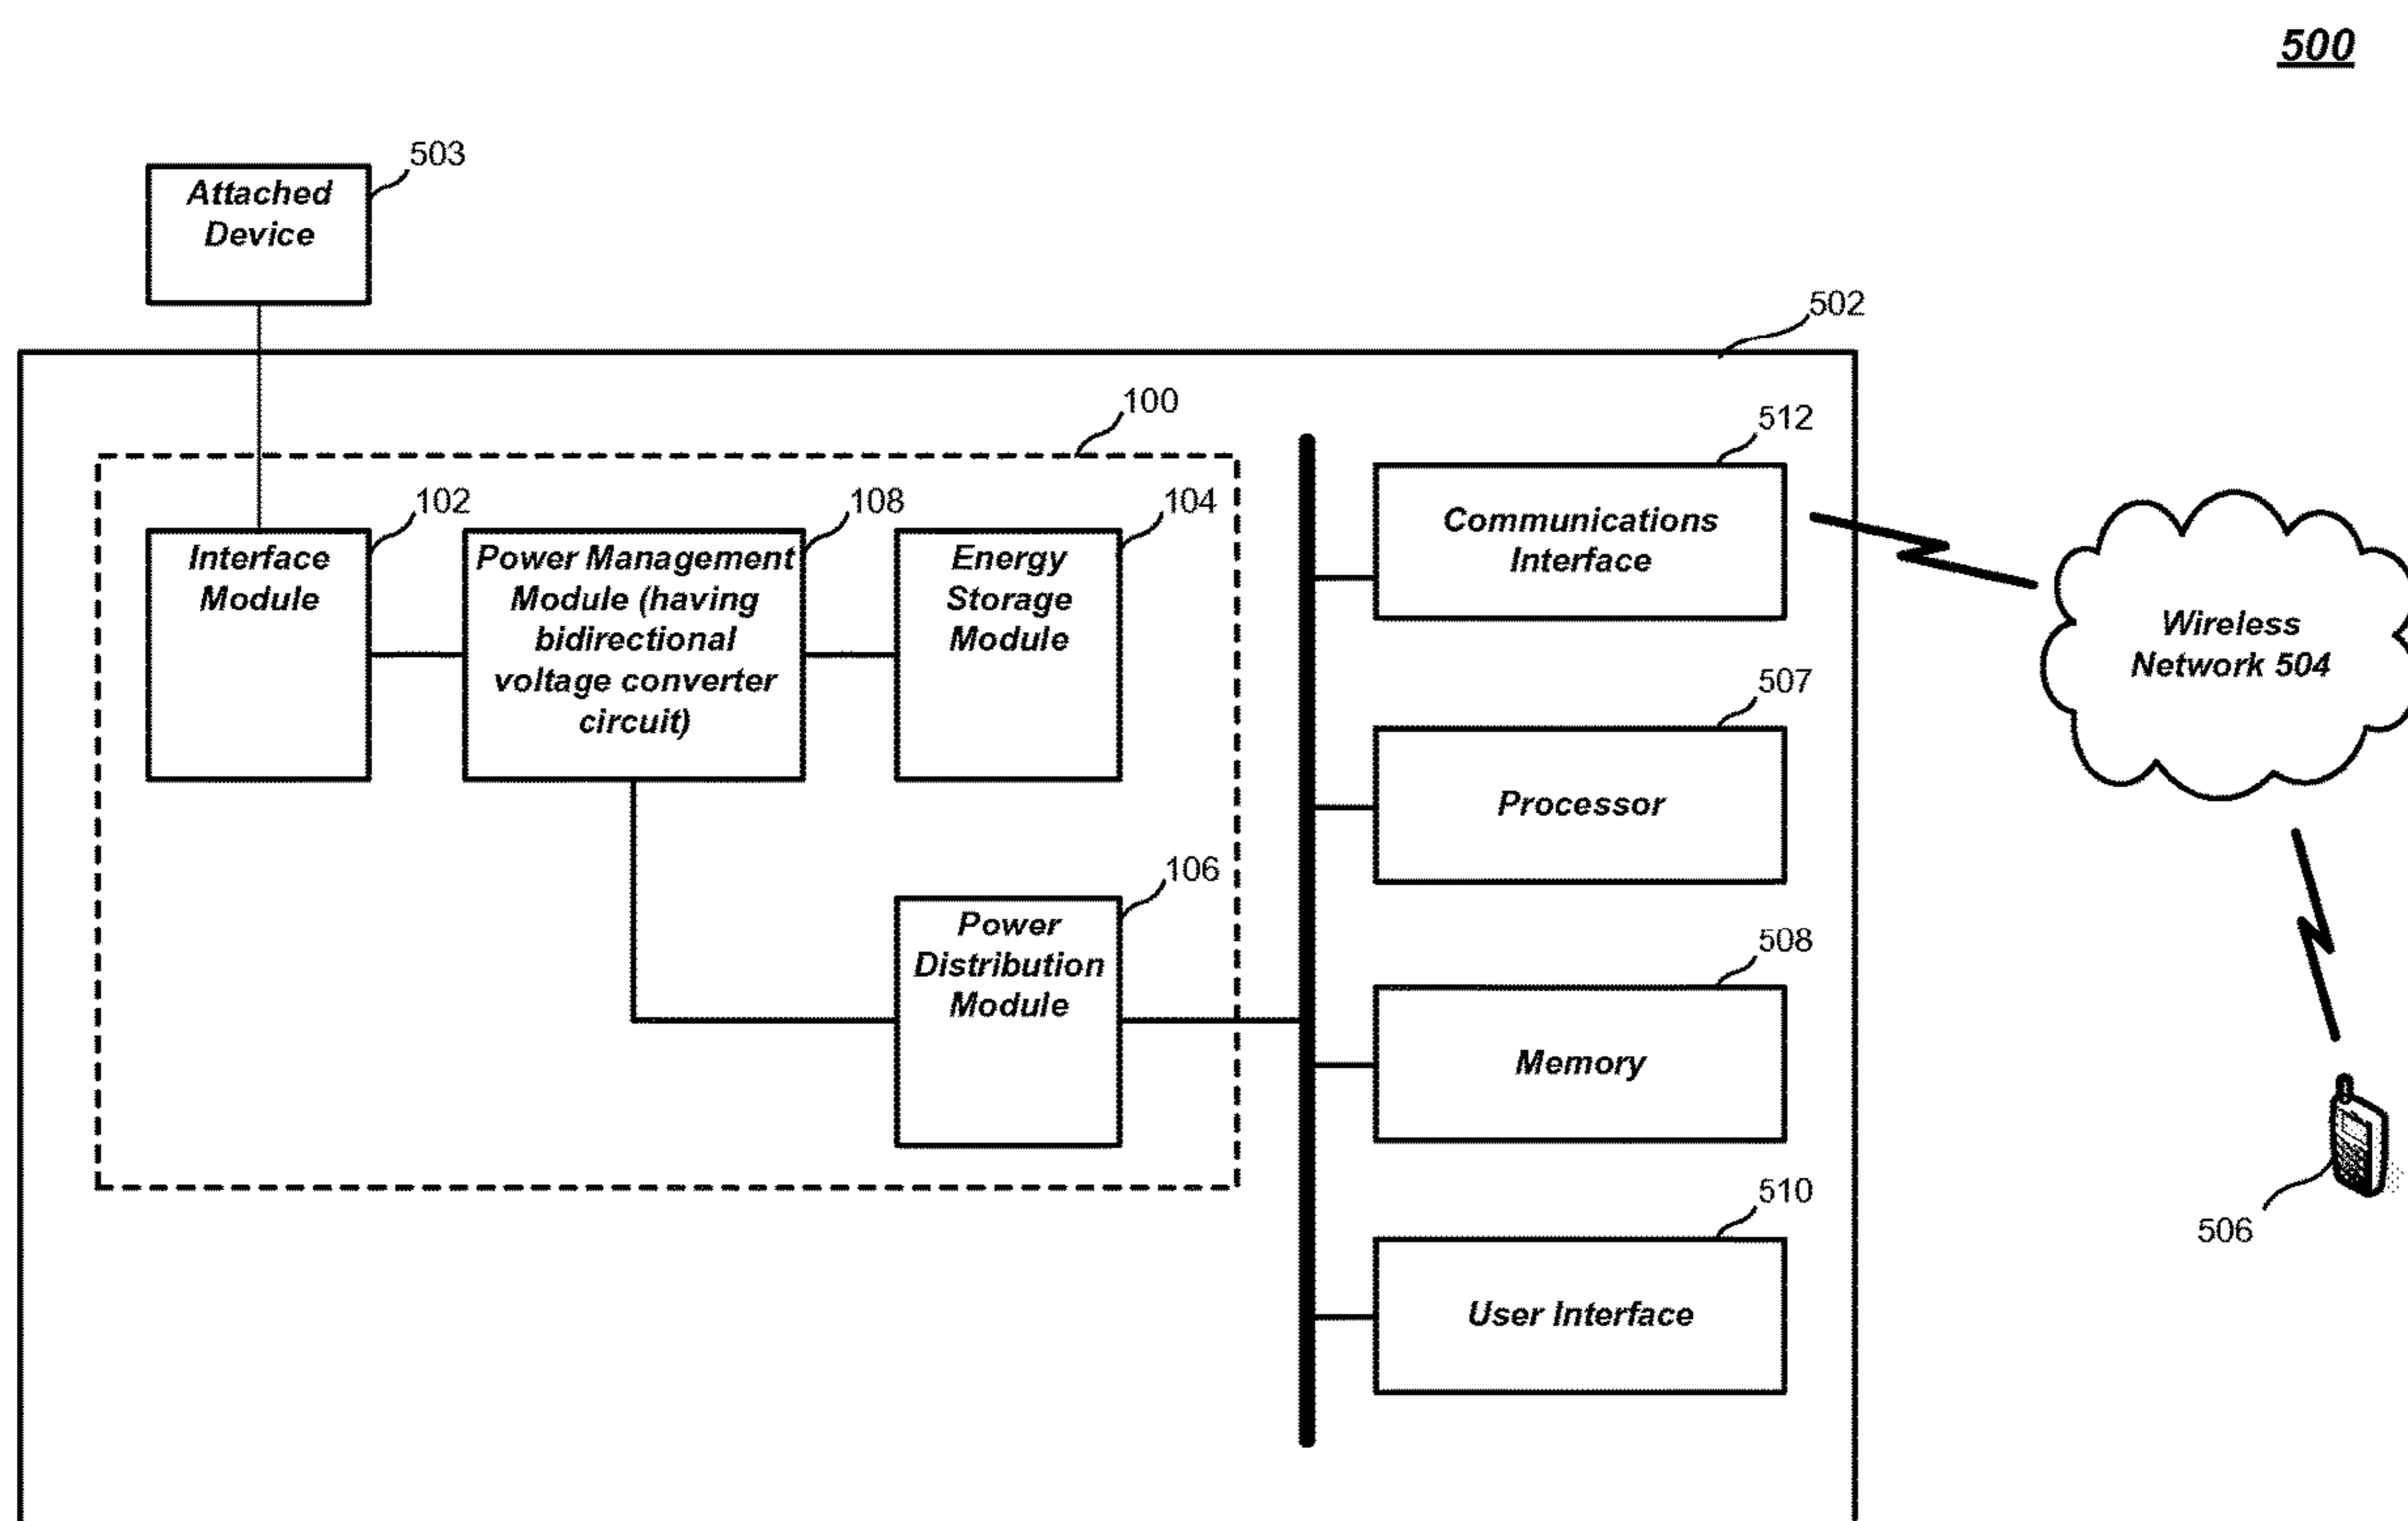 500
503
Attached
Device
502
100
512
102
108
104
Interface
Module
Power Management
Module (having
bidirectional
voltage converter
circuit)
Energy
Storage
Module
Communications
Interface
Wireless
Network 504
507
Processor
106
Power
Distribution
Module
508
Memory
510
User Interface
506